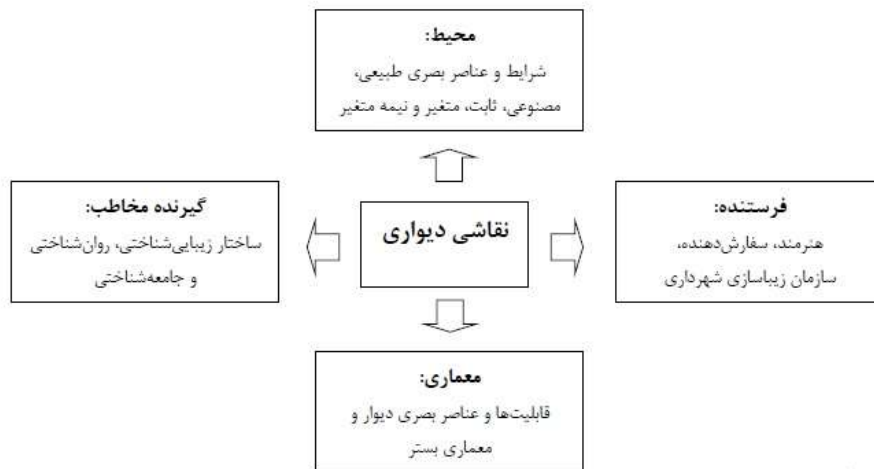 محیط:
شرایط و عناصر بصری طبیعی،
مصنوعی، ثابت، متغیر و نیمه متغیر
فرستنده:
هنرمند، سفارش‌دهنده،
سازمان زیباسازی شهرداری
نقاشی دیواری
گیرنده مخاطب:
ساختار زیبایی‌شناختی، روان‌شناختی
و جامعه‌شناختی
معماری:
قابلیت‌ها و عناصر بصری دیوار و
معماری بستر